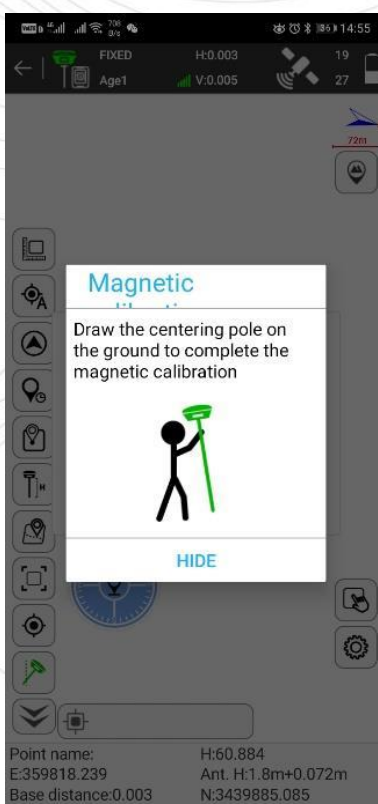 708
B/s
86
14:55
FIXED
H:0.003
19
Age1
V:0.005
27
72m
A
Magnetic
Draw the centering pole on
the ground to complete the
magnetic calibration
H
HIDE
Point name:
H:60.884
E:359818.239
Ant. H:1.8m+0.072m
Base distance:0.003
N:3439885.085